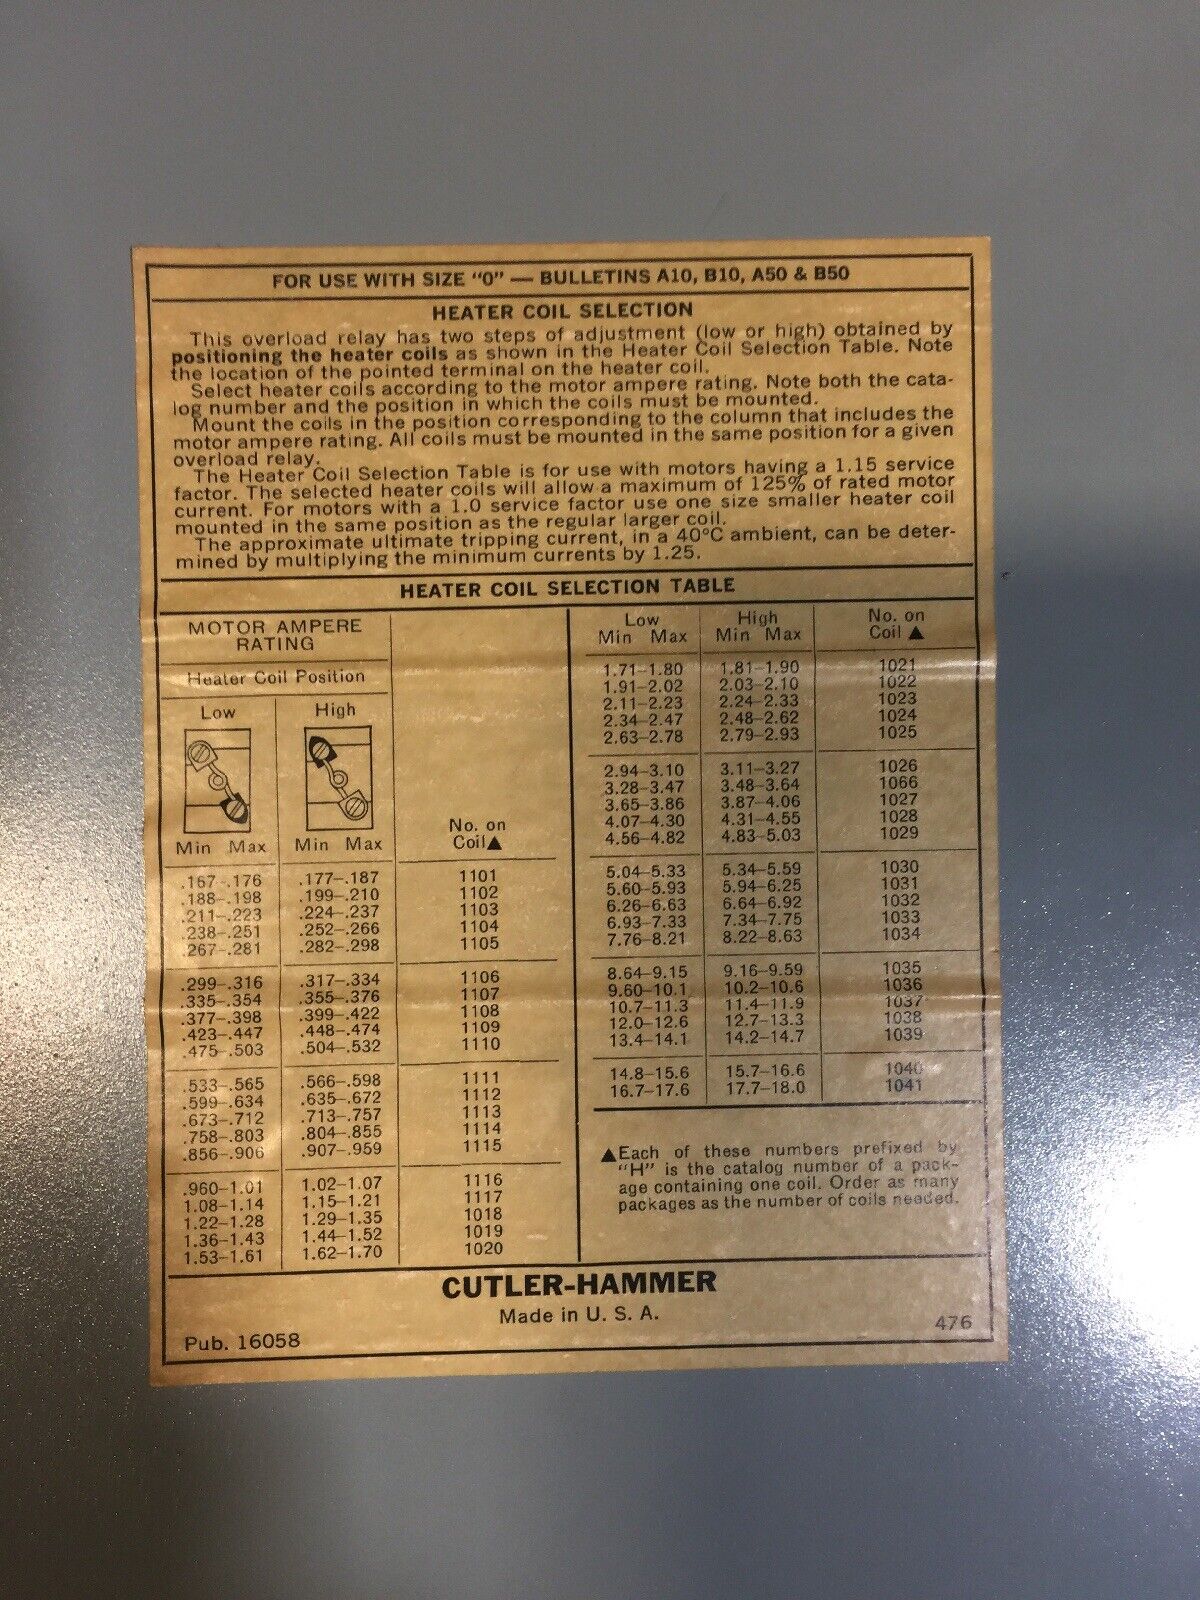 FOR USE WITH SIZE "0" — BULLETINS A10, B10, A50 & B50
HEATER COIL SELECTION
This overload relay has two steps of adjustment (low or high) obtained by
positioning the heater coils as shown in the Heater Coil Selection Table. Note
the location of the pointed terminal on the heater coil.
Select heater coils according to the motor ampere rating. Note both the cata-
log number and the position in which the coils must be mounted.
Mount the coils in the position corresponding to the column that includes the
motor ampere rating. All coils must be mounted in the same position for a given
overload relay.
The Heater Coil Selection Table is for use with motors having a 1.15 service
factor. The selected heater coils will allow a maximum of 125% of rated motor
current. For motors with a 1.0 service factor use one size smaller heater coil
mounted in the same position as the regular larger coil.
The approximate ultimate tripping current, in a 40°C ambient, can be deter-
mined by multiplying the minimum currents by 1.25.
HEATER COIL SELECTION TABLE
MOTOR AMPERE
RATING
Heater Coil Position
Low High
Min Max Min Max No. on
Coil▲
.167-.176 .177-.187 1101
.188-.198 .199-.210 1102
.211-.223 .224-.237 1103
.238-.251 .252-.266 1104
.267-.281 .282-.298 1105
.299-.316 .317-.334 1106
.335-.354 .355-.376 1107
.377-.398 .399-.422 1108
.423-.447 .448-.474 1109
.475-.503 .504-.532 1110
.533-.565 .566-.598 1111
.599-.634 .635-.672 1112
.673-.712 .713-.757 1113
.758-.803 .804-.855 1114
.856-.906 .907-.959 1115
.960-1.01 1.02-1.07 1116
1.08-1.14 1.15-1.21 1117
1.22-1.28 1.29-1.35 1018
1.36-1.43 1.44-1.52 1019
1.53-1.61 1.62-1.70 1020
Low High No. on
Min Max Min Max Coil ▲
1.71-1.80 1.81-1.90 1021
1.91-2.02 2.03-2.10 1022
2.11-2.23 2.24-2.33 1023
2.34-2.47 2.48-2.62 1024
2.63-2.78 2.79-2.93 1025
2.94-3.10 3.11-3.27 1026
3.28-3.47 3.48-3.64 1066
3.65-3.86 3.87-4.06 1027
4.07-4.30 4.31-4.55 1028
4.56-4.82 4.83-5.03 1029
5.04-5.33 5.34-5.59 1030
5.60-5.93 5.94-6.25 1031
6.26-6.63 6.64-6.92 1032
6.93-7.33 7.34-7.75 1033
7.76-8.21 8.22-8.63 1034
8.64-9.15 9.16-9.59 1035
9.60-10.1 10.2-10.6 1036
10.7-11.3 11.4-11.9 1037
12.0-12.6 12.7-13.3 1038
13.4-14.1 14.2-14.7 1039
14.8-15.6 15.7-16.6 1040
16.7-17.6 17.7-18.0 1041
▲Each of these numbers prefixed by
"H" is the catalog number of a pack-
age containing one coil. Order as many
packages as the number of coils needed.
CUTLER-HAMMER
Made in U. S. A.
Pub. 16058 476